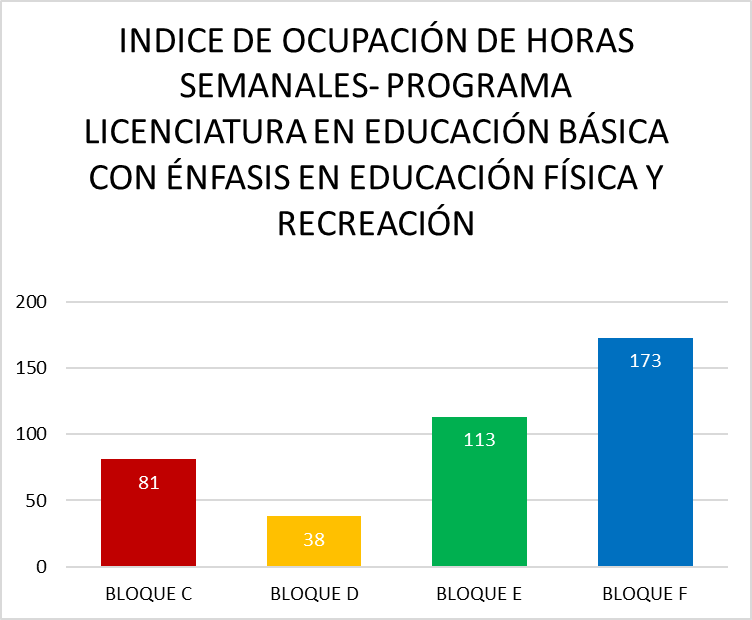 INDICE DE OCUPACIÓN DE HORAS
SEMANALES- PROGRAMA
LICENCIATURA EN EDUCACIÓN BÁSICA
CON ÉNFASIS EN EDUCACIÓN FÍSICA Y
RECREACIÓN
200
150
100
50
0
81
38
113
173
BLOQUE C
BLOQUE D
BLOQUE E
BLOQUE F